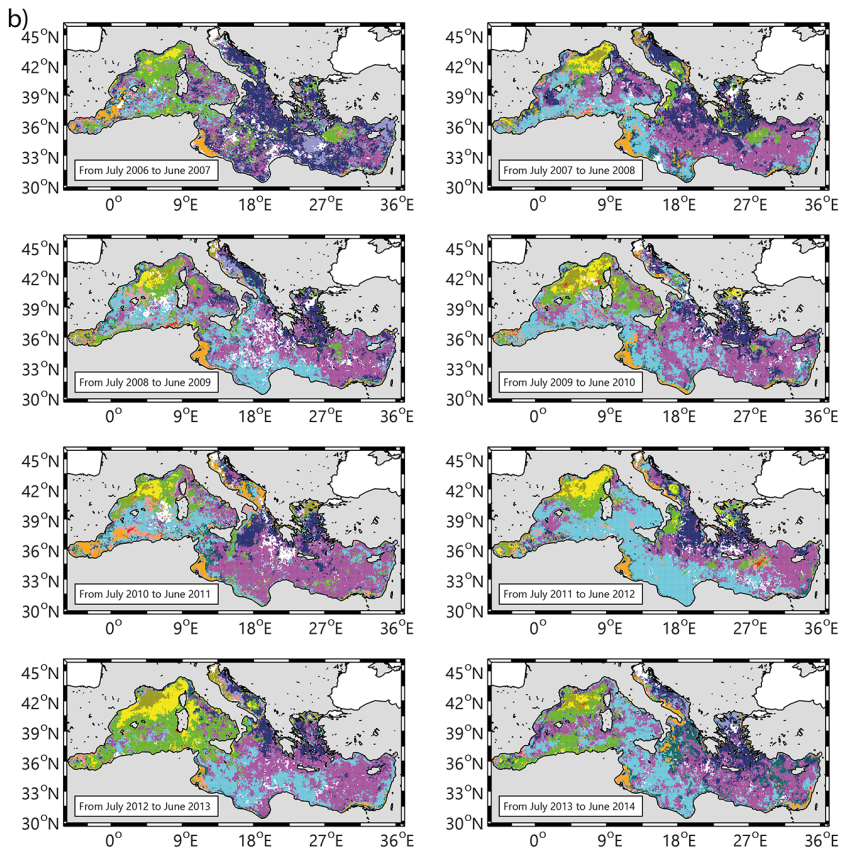 b)
45°N
42°N
39°N
36°N
33°N
30°N
From July 2006 to June 2007
0° 9°E 18°E 27°E 36°E
45°N
42°N
39°N
36°N
33°N
30°N
From July 2007 to June 2008
0° 9°E 18°E 27°E 36°E
45°N
42°N
39°N
36°N
33°N
30°N
From July 2008 to June 2009
0° 9°E 18°E 27°E 36°E
45°N
42°N
39°N
36°N
33°N
30°N
From July 2009 to June 2010
0° 9°E 18°E 27°E 36°E
45°N
42°N
39°N
36°N
33°N
30°N
From July 2010 to June 2011
0° 9°E 18°E 27°E 36°E
45°N
42°N
39°N
36°N
33°N
30°N
From July 2011 to June 2012
0° 9°E 18°E 27°E 36°E
45°N
42°N
39°N
36°N
33°N
30°N
From July 2012 to June 2013
0° 9°E 18°E 27°E 36°E
45°N
42°N
39°N
36°N
33°N
30°N
From July 2013 to June 2014
0° 9°E 18°E 27°E 36°E